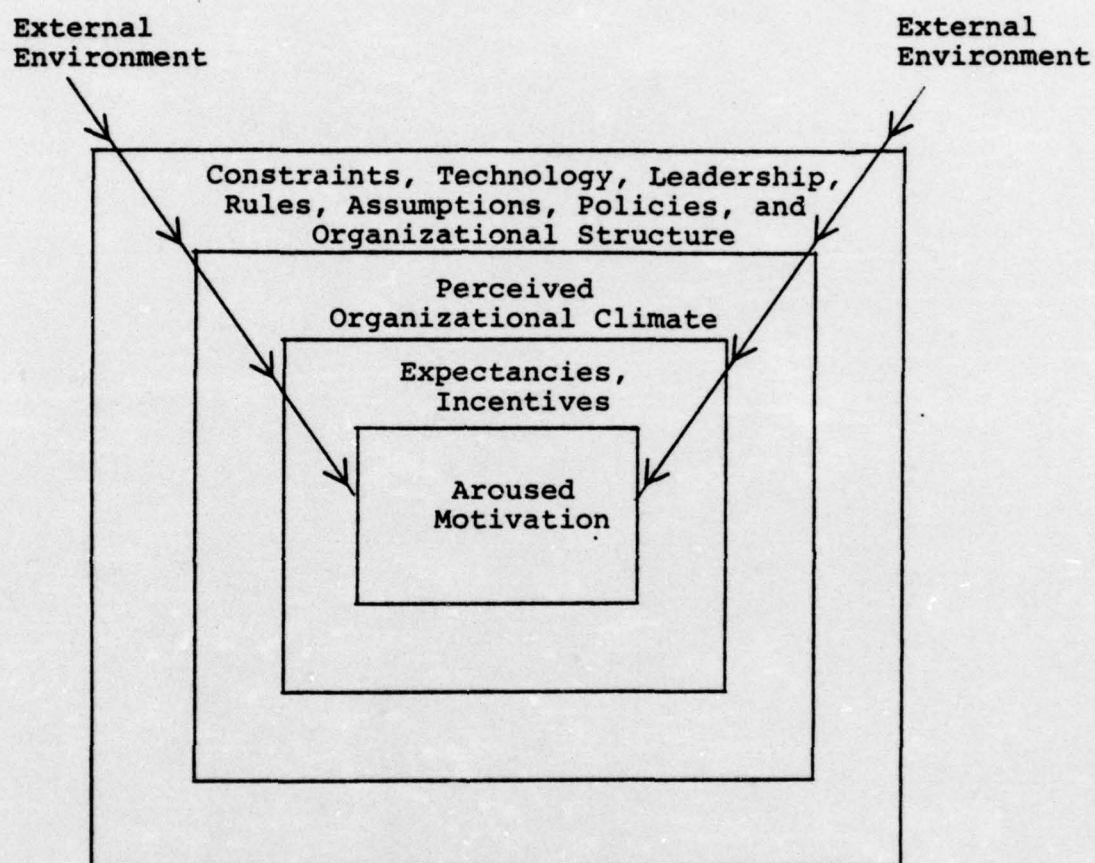 External
Environment
External
Environment
Constraints, Technology, Leadership,
Rules, Assumptions, Policies, and
Organizational Structure
Perceived
Organizational Climate
Expectancies,
Incentives
Aroused
Motivation